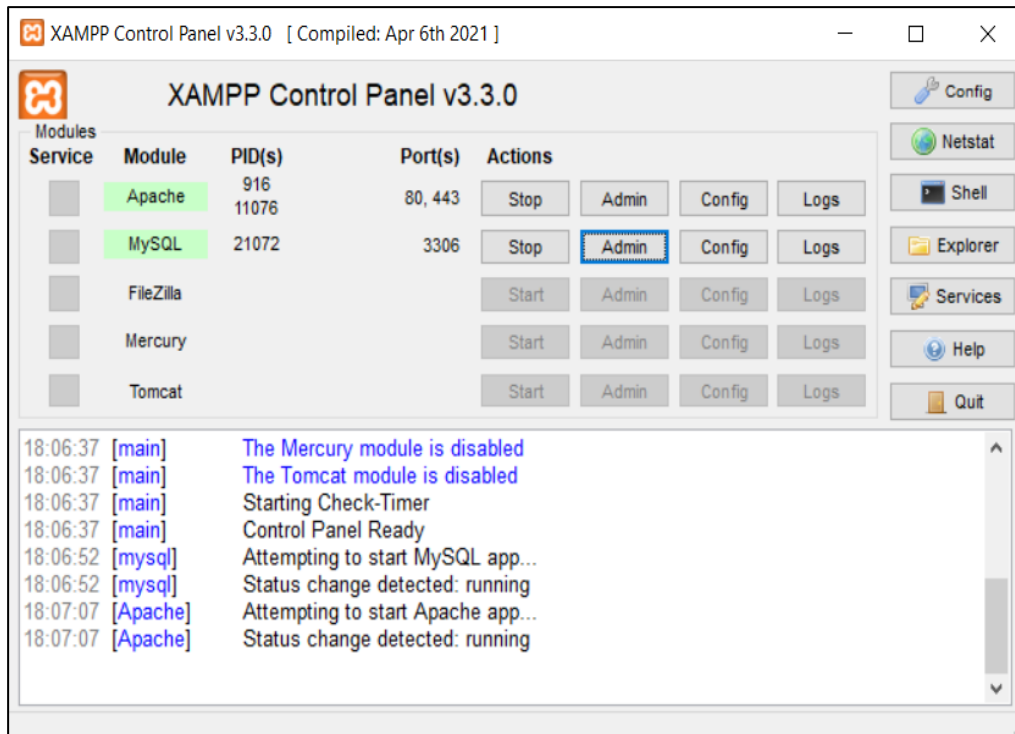 XAMPP Control Panel v3.3.0 [ Compiled: Apr 6th 2021 ]
XAMPP Control Panel v3.3.0
Config
Modules
Netstat
Service Module PID(s) Port(s) Actions
Apache 916 11076 80, 443 Stop Admin Config Logs
Shell
MySQL 21072 3306 Stop Admin Config Logs
Explorer
FileZilla Start Admin Config Logs
Services
Mercury Start Admin Config Logs
Help
Tomcat Start Admin Config Logs
Quit
18:06:37 [main] The Mercury module is disabled
18:06:37 [main] The Tomcat module is disabled
18:06:37 [main] Starting Check-Timer
18:06:37 [main] Control Panel Ready
18:06:52 [mysql] Attempting to start MySQL app...
18:06:52 [mysql] Status change detected: running
18:07:07 [Apache] Attempting to start Apache app...
18:07:07 [Apache] Status change detected: running